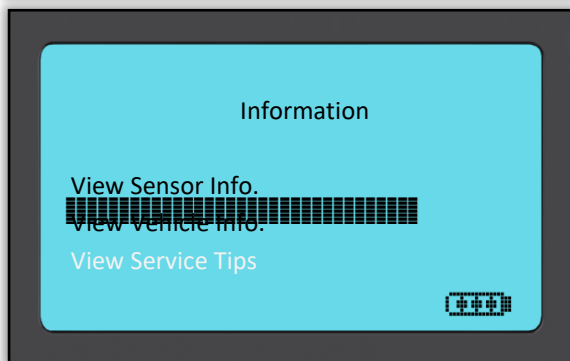 Information
View Sensor Info.
View Vehicle Info.
View Service Tips